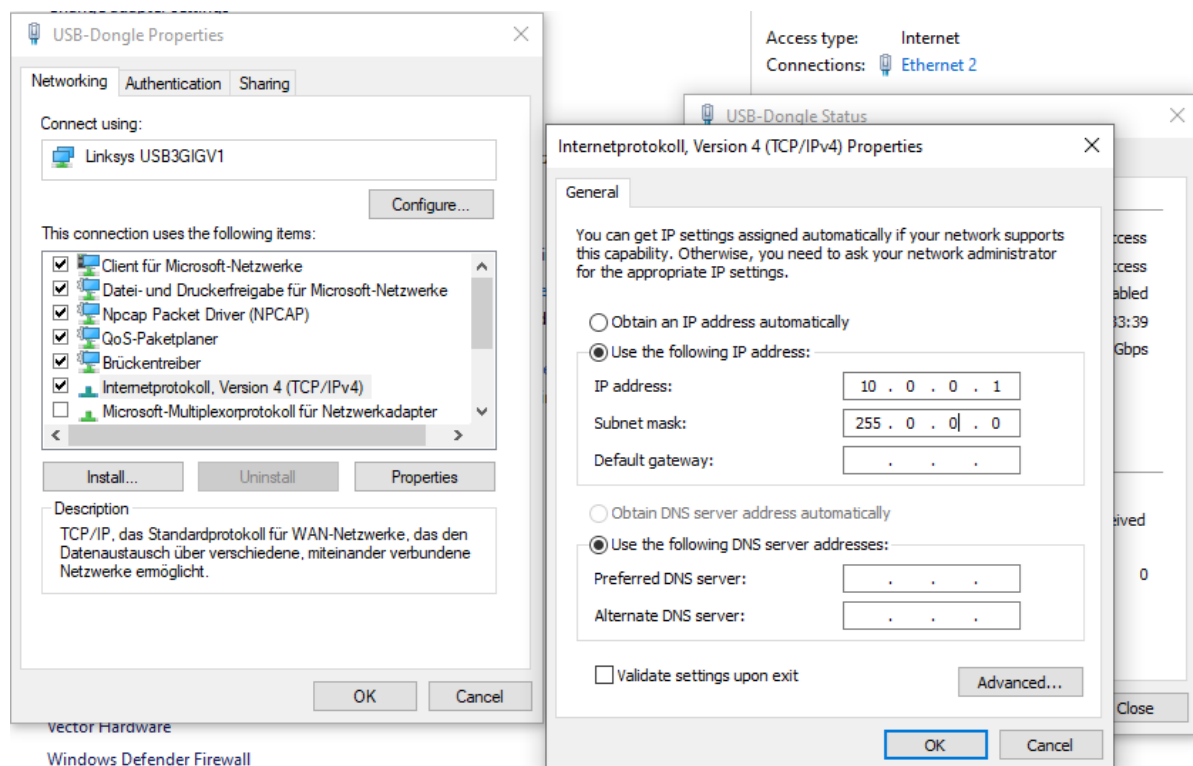 USB-Dongle Properties
Networking
Authentication
Sharing
Connect using:
Linksys USB3GIGV1
Configure...
This connection uses the following items:
Client für Microsoft-Netzwerke
Datei- und Druckerfreigabe für Microsoft-Netzwerke
Npcap Packet Driver (NPCAP)
QoS-Paketplaner
Brückentreiber
Internetprotokoll, Version 4 (TCP/IPv4)
Microsoft-Multiplexorprotokoll für Netzwerkadapter
Install...
Uninstall
Properties
Description
TCP/IP, das Standardprotokoll für WAN-Netzwerke, das den
Datenaustausch über verschiedene, miteinander verbundene
Netzwerke ermöglicht.
OK
Cancel
Vector Hardware
Windows Defender Firewall
Access type: Internet
Connections: Ethernet 2
USB-Dongle Status
Internetprotokoll, Version 4 (TCP/IPv4) Properties
General
You can get IP settings assigned automatically if your network supports
this capability. Otherwise, you need to ask your network administrator
for the appropriate IP settings.
Obtain an IP address automatically
Use the following IP address:
IP address: 10 . 0 . 0 . 1
Subnet mask: 255 . 0 . 0 . 0
Default gateway: . . .
Obtain DNS server address automatically
Use the following DNS server addresses:
Preferred DNS server: . . .
Alternate DNS server: . . .
Validate settings upon exit
Advanced...
OK
Cancel
33:39
Gbps
0
Close